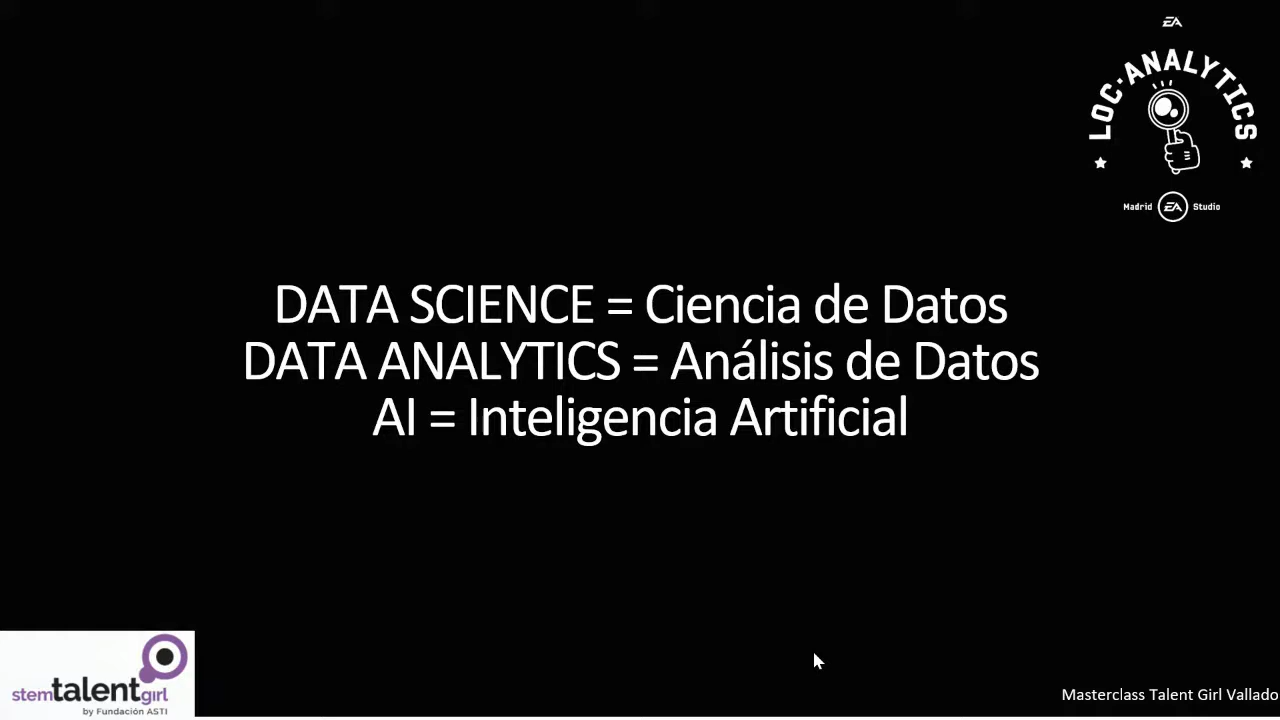 EA
LOC·ANALYTICS
Madrid EA Studio
DATA SCIENCE = Ciencia de Datos
DATA ANALYTICS = Análisis de Datos
AI = Inteligencia Artificial
stemtalentgirl
by Fundación ASTI
Masterclass Talent Girl Vallado